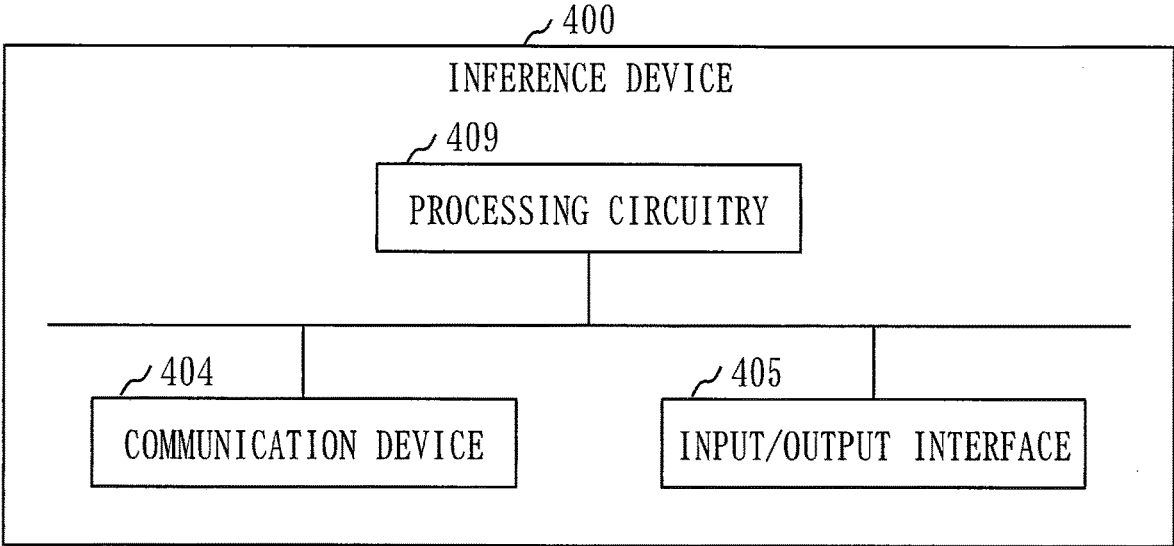 400
INFERENCE DEVICE
409
PROCESSING CIRCUITRY
404
COMMUNICATION DEVICE
405
INPUT/OUTPUT INTERFACE